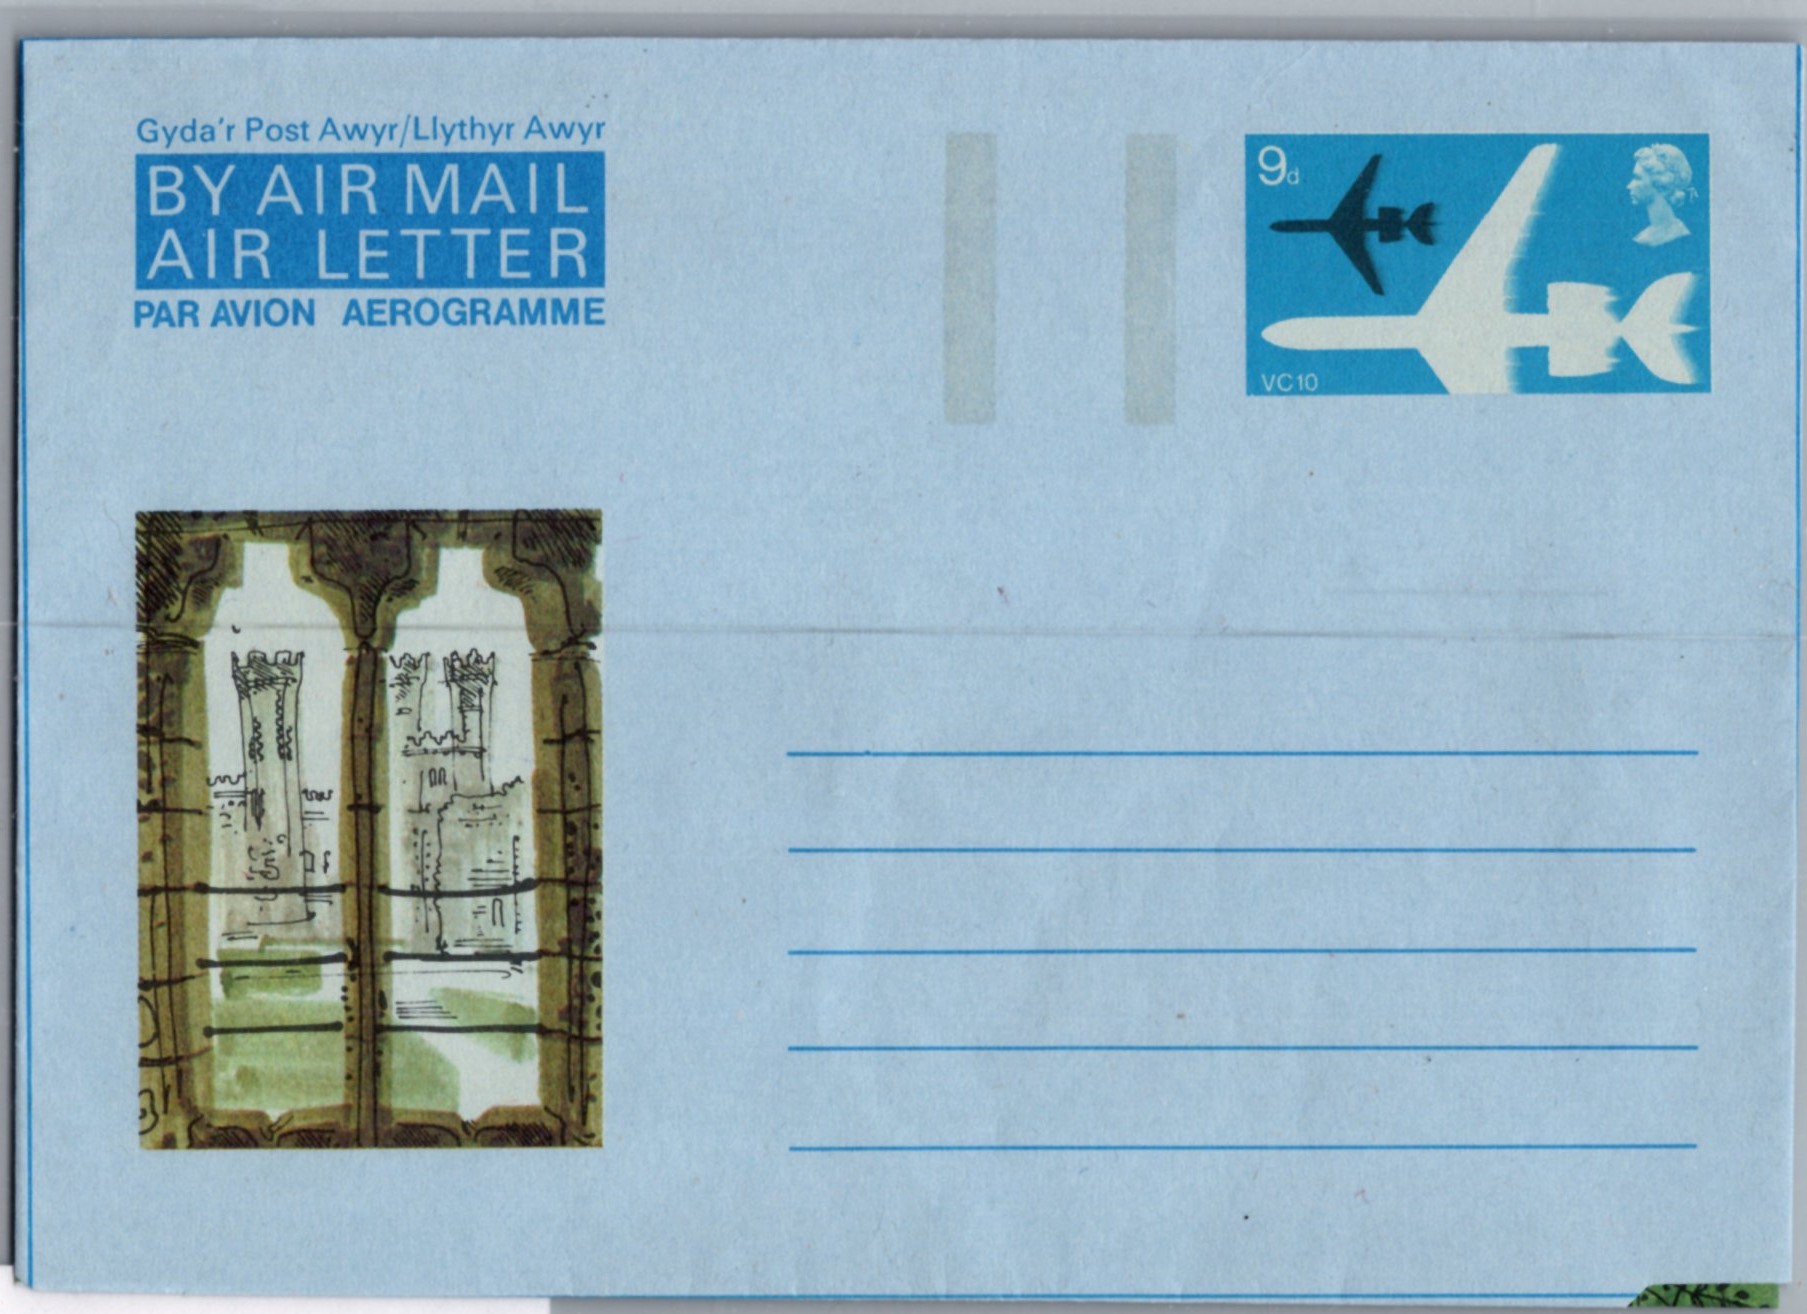 Gyda'r Post Awyr/Llythyr Awyr
BY AIR MAIL
AIR LETTER
PAR AVION AEROGRAMME
9d
VC10